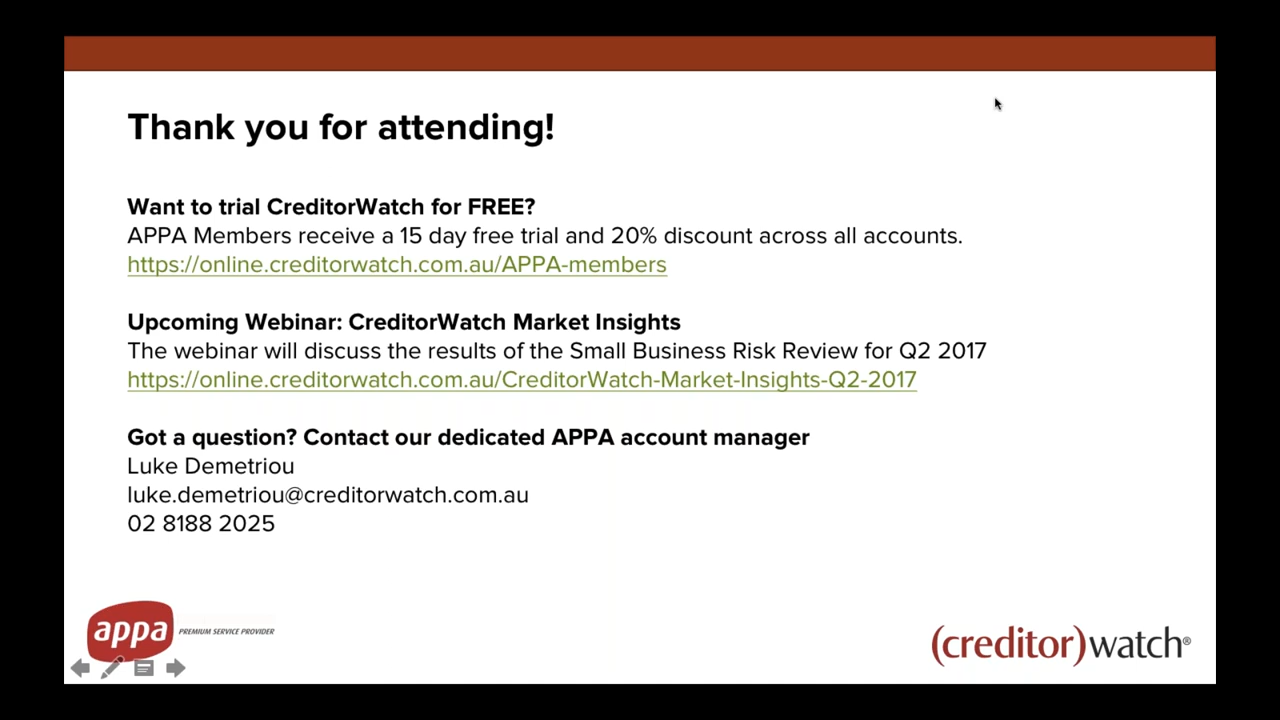 Thank you for attending!
Want to trial CreditorWatch for FREE?
APPA Members receive a 15 day free trial and 20% discount across all accounts.
https://online.creditorwatch.com.au/APPA-members
Upcoming Webinar: CreditorWatch Market Insights
The webinar will discuss the results of the Small Business Risk Review for Q2 2017
https://online.creditorwatch.com.au/CreditorWatch-Market-Insights-Q2-2017
Got a question? Contact our dedicated APPA account manager
Luke Demetriou
luke.demetriou@creditorwatch.com.au
02 8188 2025
appa PREMIUM SERVICE PROVIDER
(creditor)watch®